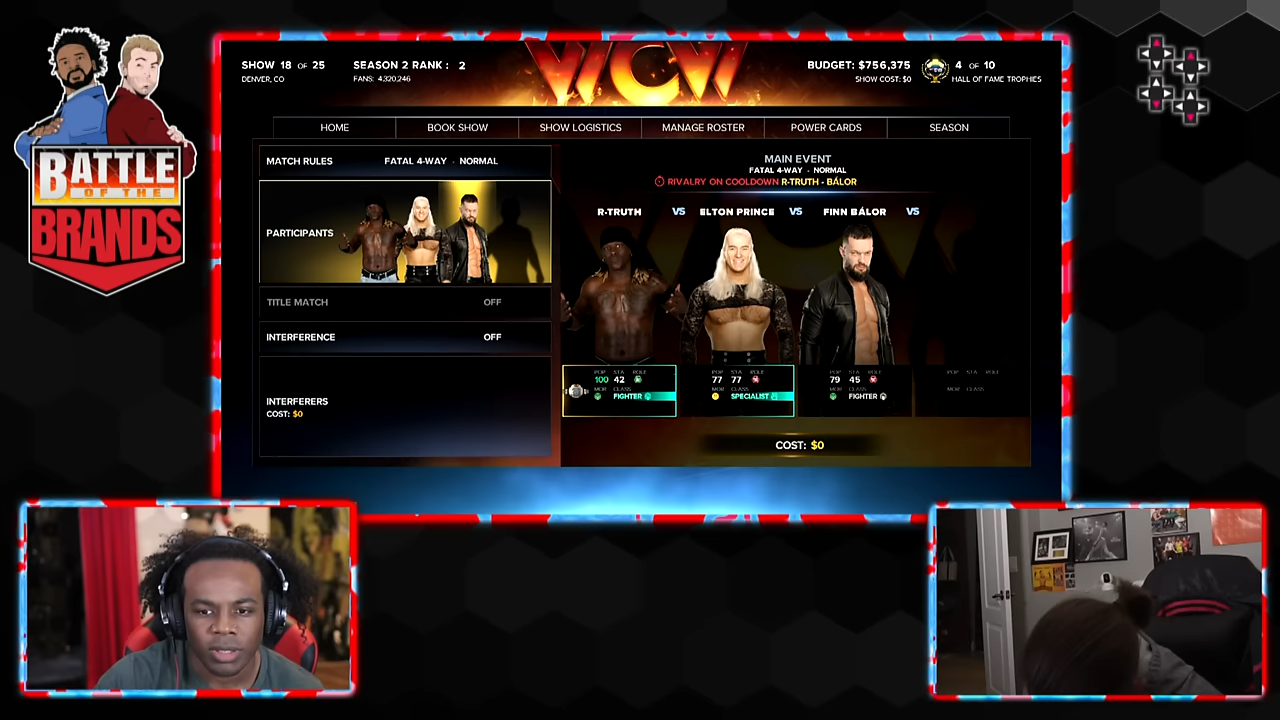 BATTLE
OF THE
BRANDS
SHOW 18 OF 25
DENVER, CO
SEASON 2 RANK : 2
FANS: 4,320,246
WCW
BUDGET: $756,375
SHOW COST: $0
4 OF 10
HALL OF FAME TROPHIES
HOME
BOOK SHOW
SHOW LOGISTICS
MANAGE ROSTER
POWER CARDS
SEASON
MATCH RULES
FATAL 4-WAY - NORMAL
PARTICIPANTS
TITLE MATCH
OFF
INTERFERENCE
OFF
INTERFERERS
COST: $0
MAIN EVENT
FATAL 4-WAY - NORMAL
RIVALRY ON COOLDOWN R-TRUTH - BÁLOR
R-TRUTH VS ELTON PRINCE VS FINN BÁLOR VS
POP STA ROLE
100 42
MOR CLASS
FIGHTER
POP STA ROLE
77 77
MOR CLASS
SPECIALIST
POP STA ROLE
79 45
MOR CLASS
FIGHTER
POP STA ROLE
MOR CLASS
COST: $0